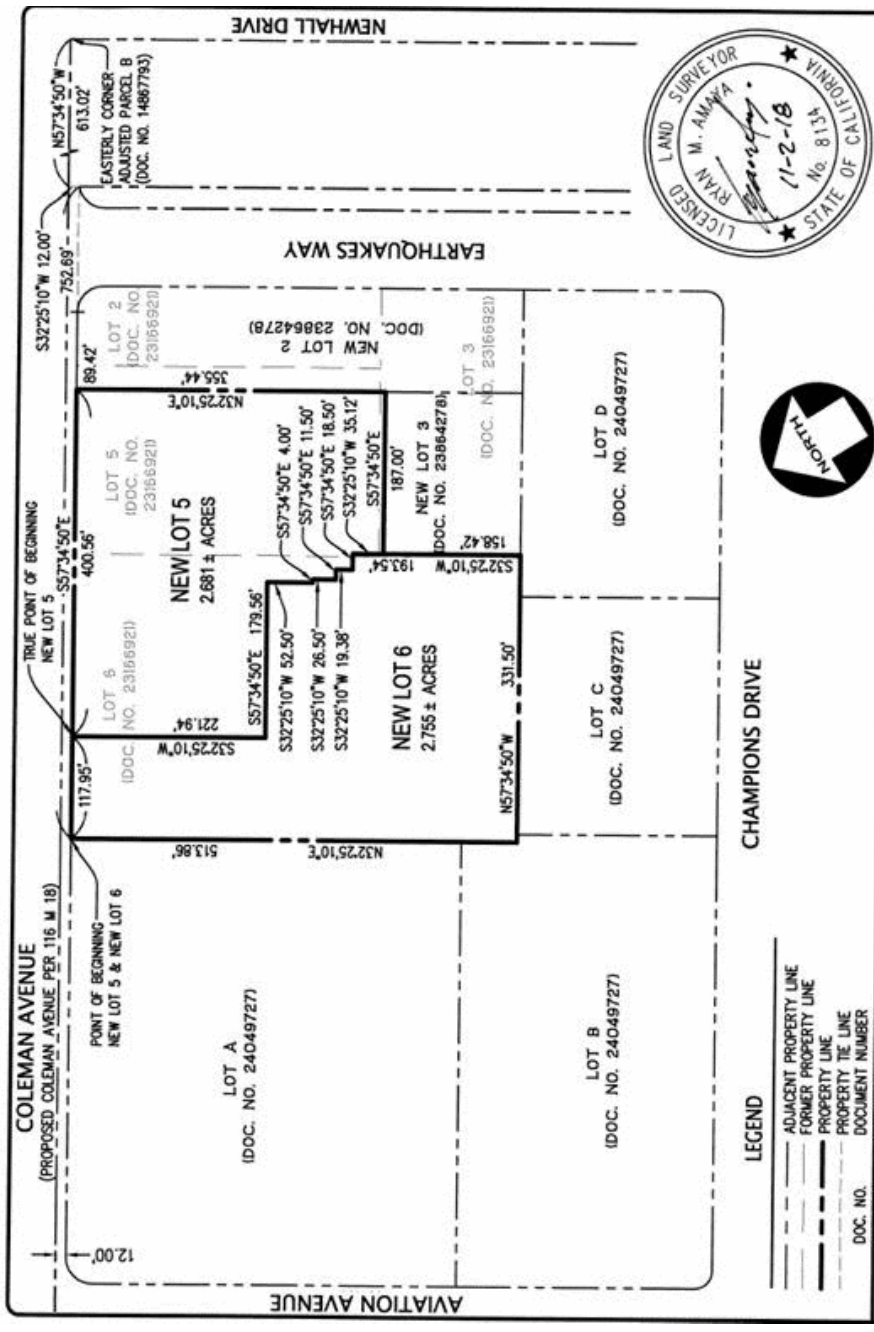 COLEMAN AVENUE
(PROPOSED COLEMAN AVENUE PER 116 M 18)
12.00'
POINT OF BEGINNING
NEW LOT 5 & NEW LOT 6
TRUE POINT OF BEGINNING
NEW LOT 5
S57°34'50"E
752.69'
S32°25'10"W 12.00'
N57°34'50"W
613.02'
EASTERLY CORNER
ADJUSTED PARCEL B
(DOC. NO. 14867793)
NEWHALL DRIVE
117.95'
400.56'
89.42'
LOT 6
(DOC. NO. 23166921)
LOT 5
(DOC. NO.
23166921)
LOT 2
(DOC. NO.
23166921)
S32°25'10"W
221.94'
NEW LOT 5
2.681 ± ACRES
N32°25'10"E
355.44'
NEW LOT 2
(DOC. NO. 23864278)
EARTHQUAKES WAY
S57°34'50"E 179.56'
S32°25'10"W 52.50'
S57°34'50"E 4.00'
S32°25'10"W 26.50'
S57°34'50"E 11.50'
S32°25'10"W 19.38'
S57°34'50"E 18.50'
S32°25'10"W 35.12'
S57°34'50"E
187.00'
N32°25'10"E
513.86'
NEW LOT 6
2.755 ± ACRES
193.54'
S32°25'10"W
158.42'
NEW LOT 3
(DOC. NO. 23864278)
LOT 3
(DOC. NO. 23166921)
N57°34'50"W 331.50'
LOT A
(DOC. NO. 24049727)
LOT B
(DOC. NO. 24049727)
LOT C
(DOC. NO. 24049727)
LOT D
(DOC. NO. 24049727)
AVIATION AVENUE
CHAMPIONS DRIVE
LEGEND
ADJACENT PROPERTY LINE
FORMER PROPERTY LINE
PROPERTY LINE
PROPERTY TIE LINE
DOC. NO. DOCUMENT NUMBER
NORTH
LICENSED LAND SURVEYOR
RYAN M. AMAYA
11-2-18
No. 8134
STATE OF CALIFORNIA